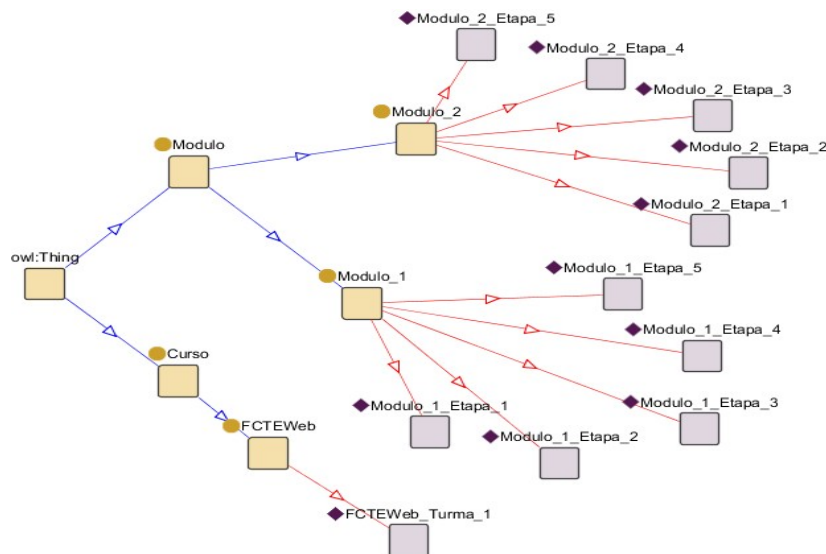 Modulo_2_Etapa_5
Modulo_2_Etapa_4
Modulo_2_Etapa_3
Modulo_2
Modulo
Modulo_2_Etapa_2
Modulo_2_Etapa_1
owl:Thing
Modulo_1_Etapa_5
Modulo_1
Modulo_1_Etapa_4
Curso
Modulo_1_Etapa_3
Modulo_1_Etapa_1
FCTEWeb
Modulo_1_Etapa_2
FCTEWeb_Turma_1